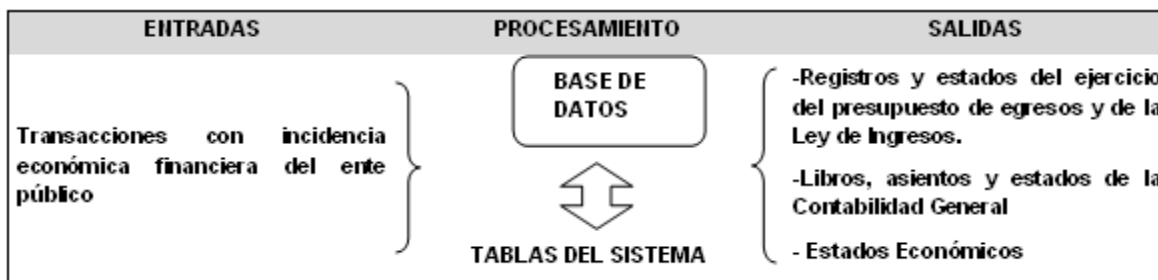 ENTRADAS PROCESAMIENTO SALIDAS
Transacciones con incidencia
económica financiera del ente
público
BASE DE
DATOS
TABLAS DEL SISTEMA
-Registros y estados del ejercicio
del presupuesto de egresos y de la
Ley de Ingresos.
-Libros, asientos y estados de la
Contabilidad General
- Estados Económicos